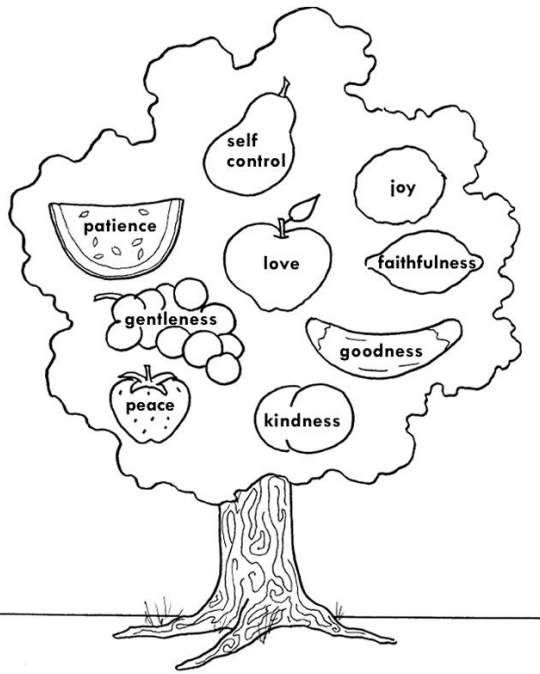 self
control
joy
patience
love
faithfulness
gentleness
goodness
peace
kindness